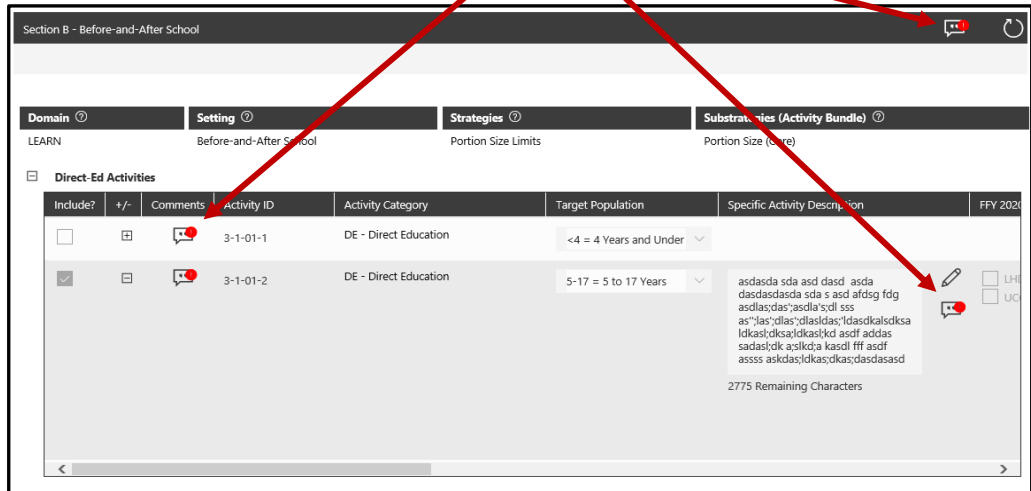 Section B - Before-and-After School
Domain Setting Strategies Substrategies (Activity Bundle)
LEARN Before-and-After School Portion Size Limits Portion Size (Core)
Direct-Ed Activities
Include? +/- Comments Activity ID Activity Category Target Population Specific Activity Description FFY 2020
3-1-01-1 DE - Direct Education <4 = 4 Years and Under
3-1-01-2 DE - Direct Education 5-17 = 5 to 17 Years
asdasda sda asd dasd asda
dasdasdasda sda s asd afdsg fdg
asdlas;das';asdla's;dl sss
as'';las';dlas';dlasldas;'ldasdkalsdksa
ldkasl;dksa;ldkasl;kd asdf addas
sadasl;dk a;slkd;a kasdl fff asdf
assss askdas;ldkas;dkas;dasdasasd
LHD
UCC
2775 Remaining Characters